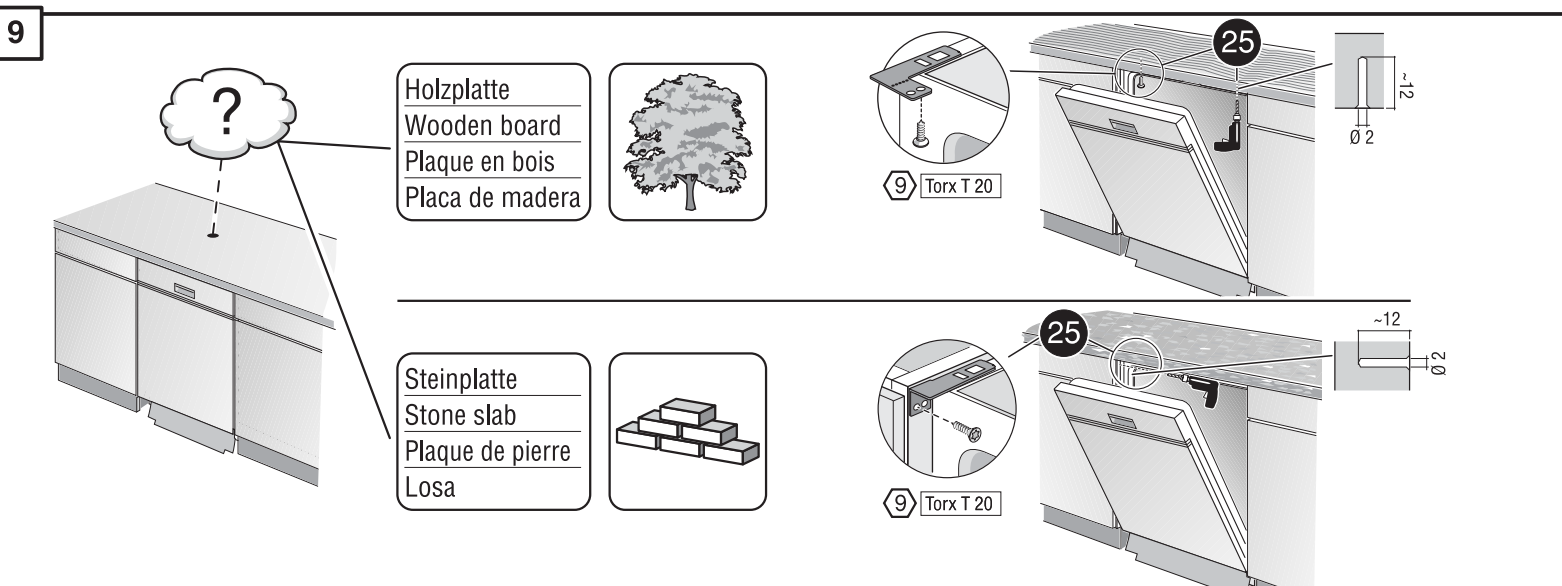 9
?
Holzplatte
Wooden board
Plaque en bois
Placa de madera
25
~12
Ø 2
9 Torx T 20
Steinplatte
Stone slab
Plaque de pierre
Losa
25
~12
Ø 2
9 Torx T 20